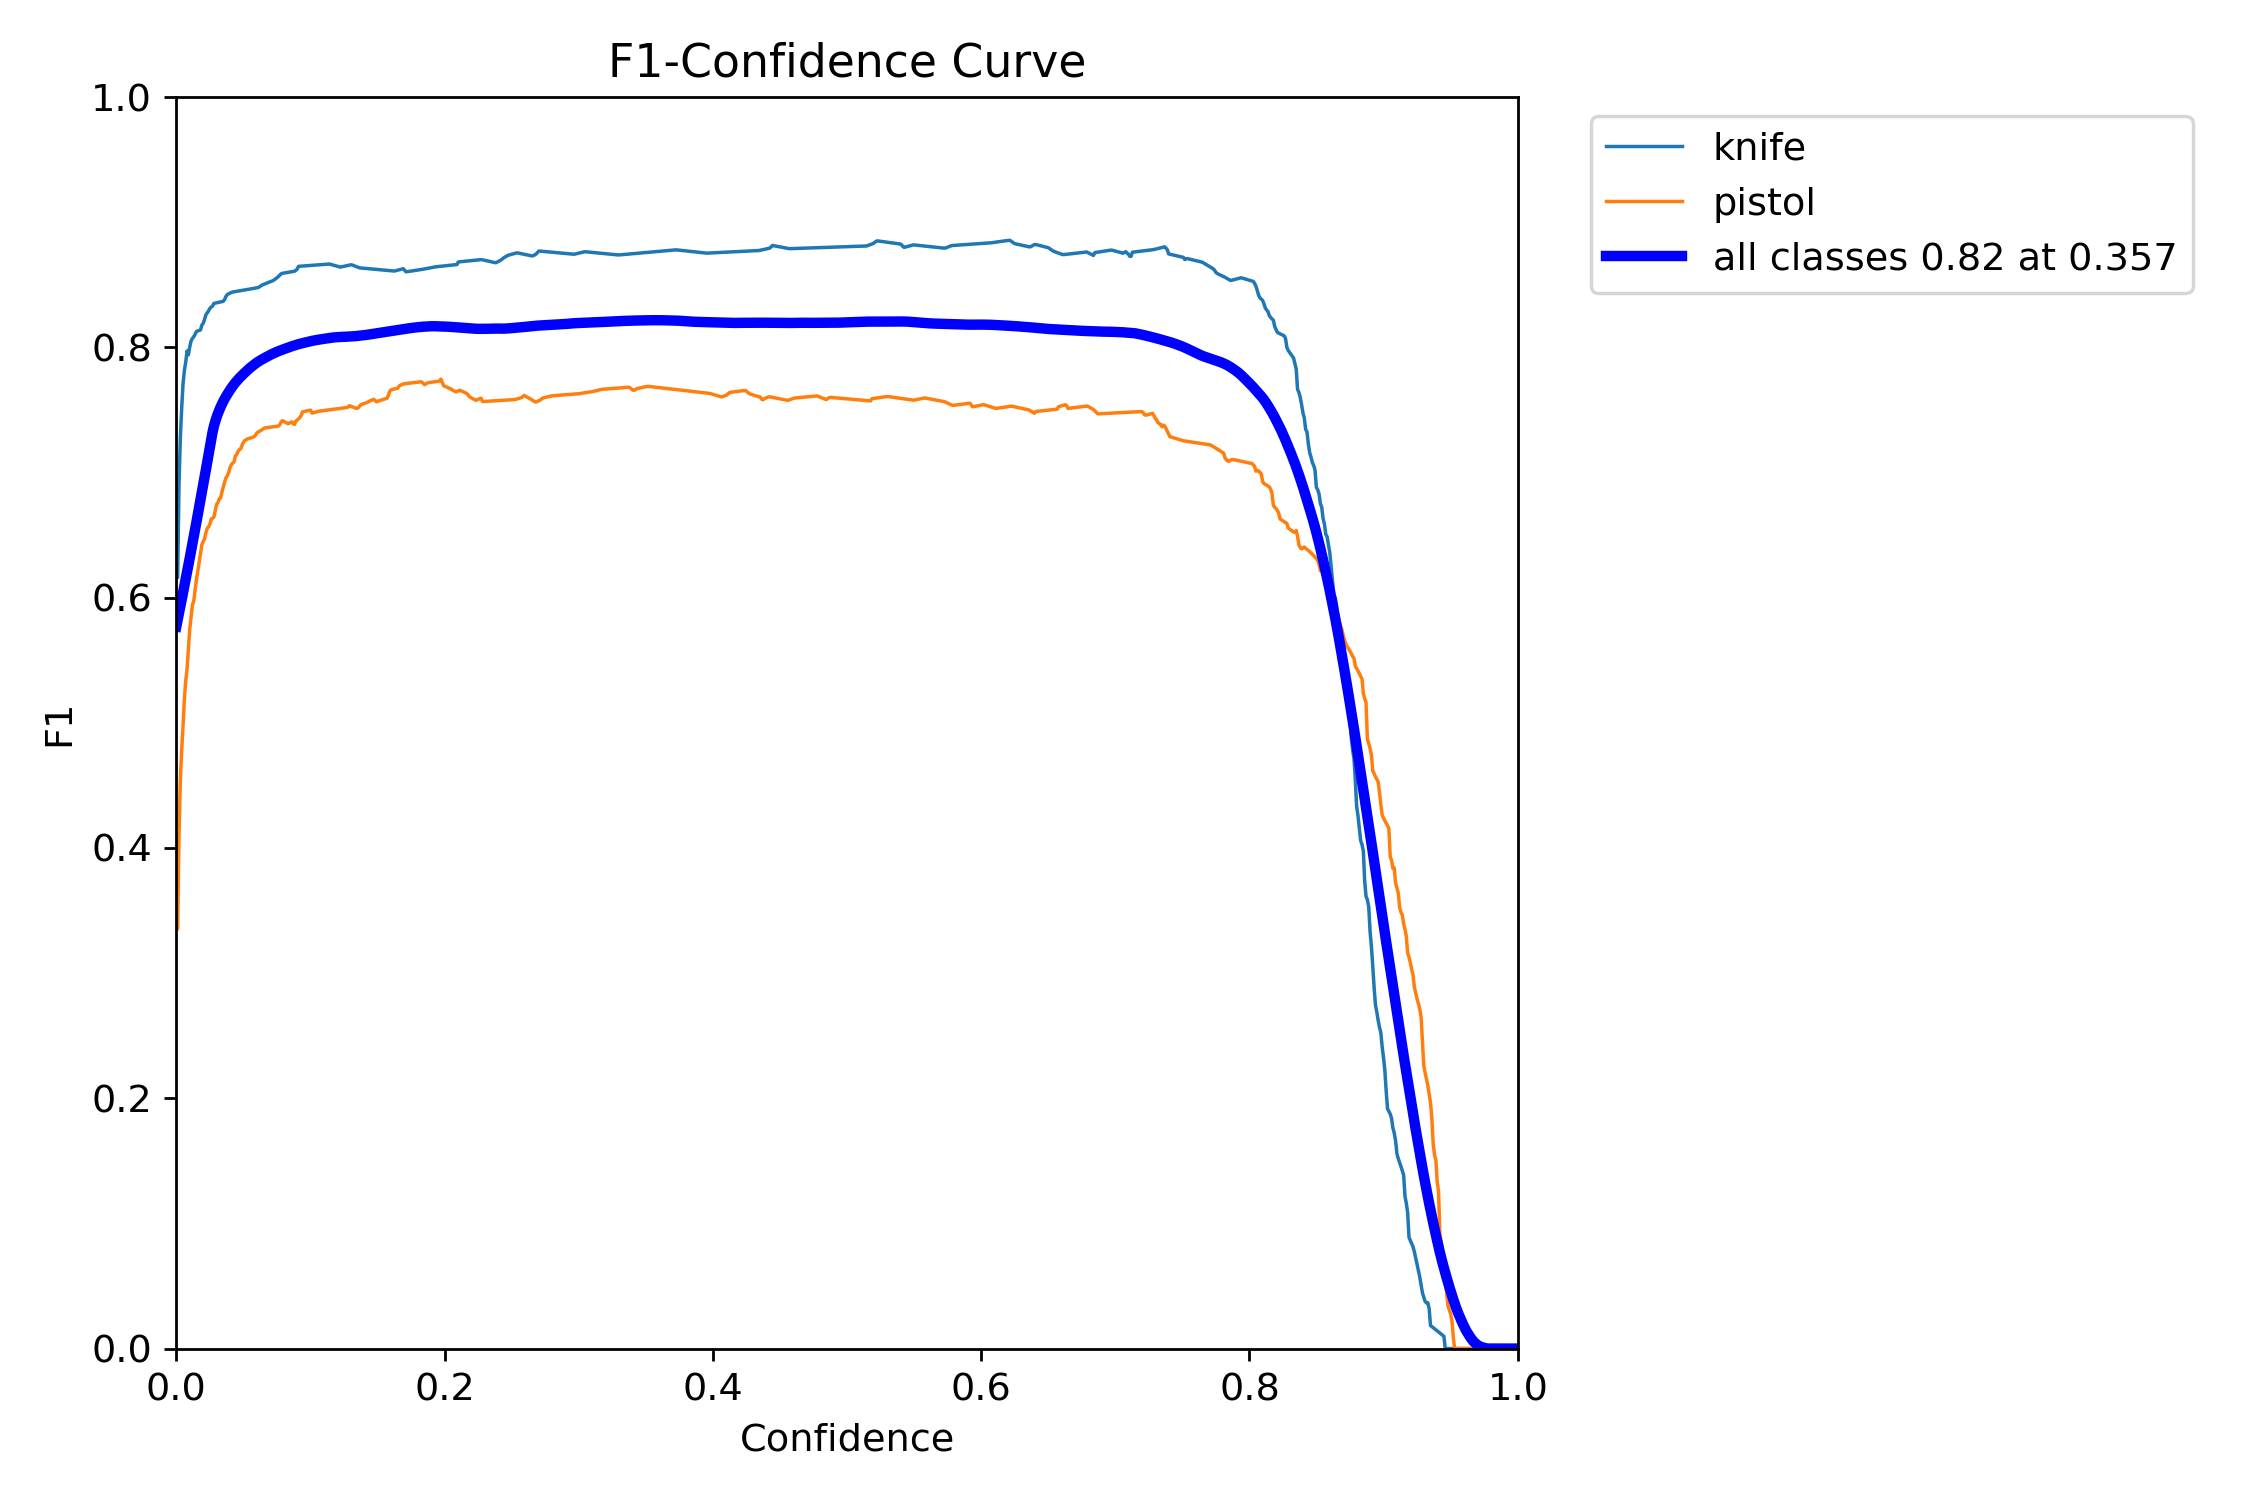 F1-Confidence Curve
1.0
0.8
0.6
0.4
0.2
0.0
F1
0.0 0.2 0.4 0.6 0.8 1.0
Confidence
knife
pistol
all classes 0.82 at 0.357